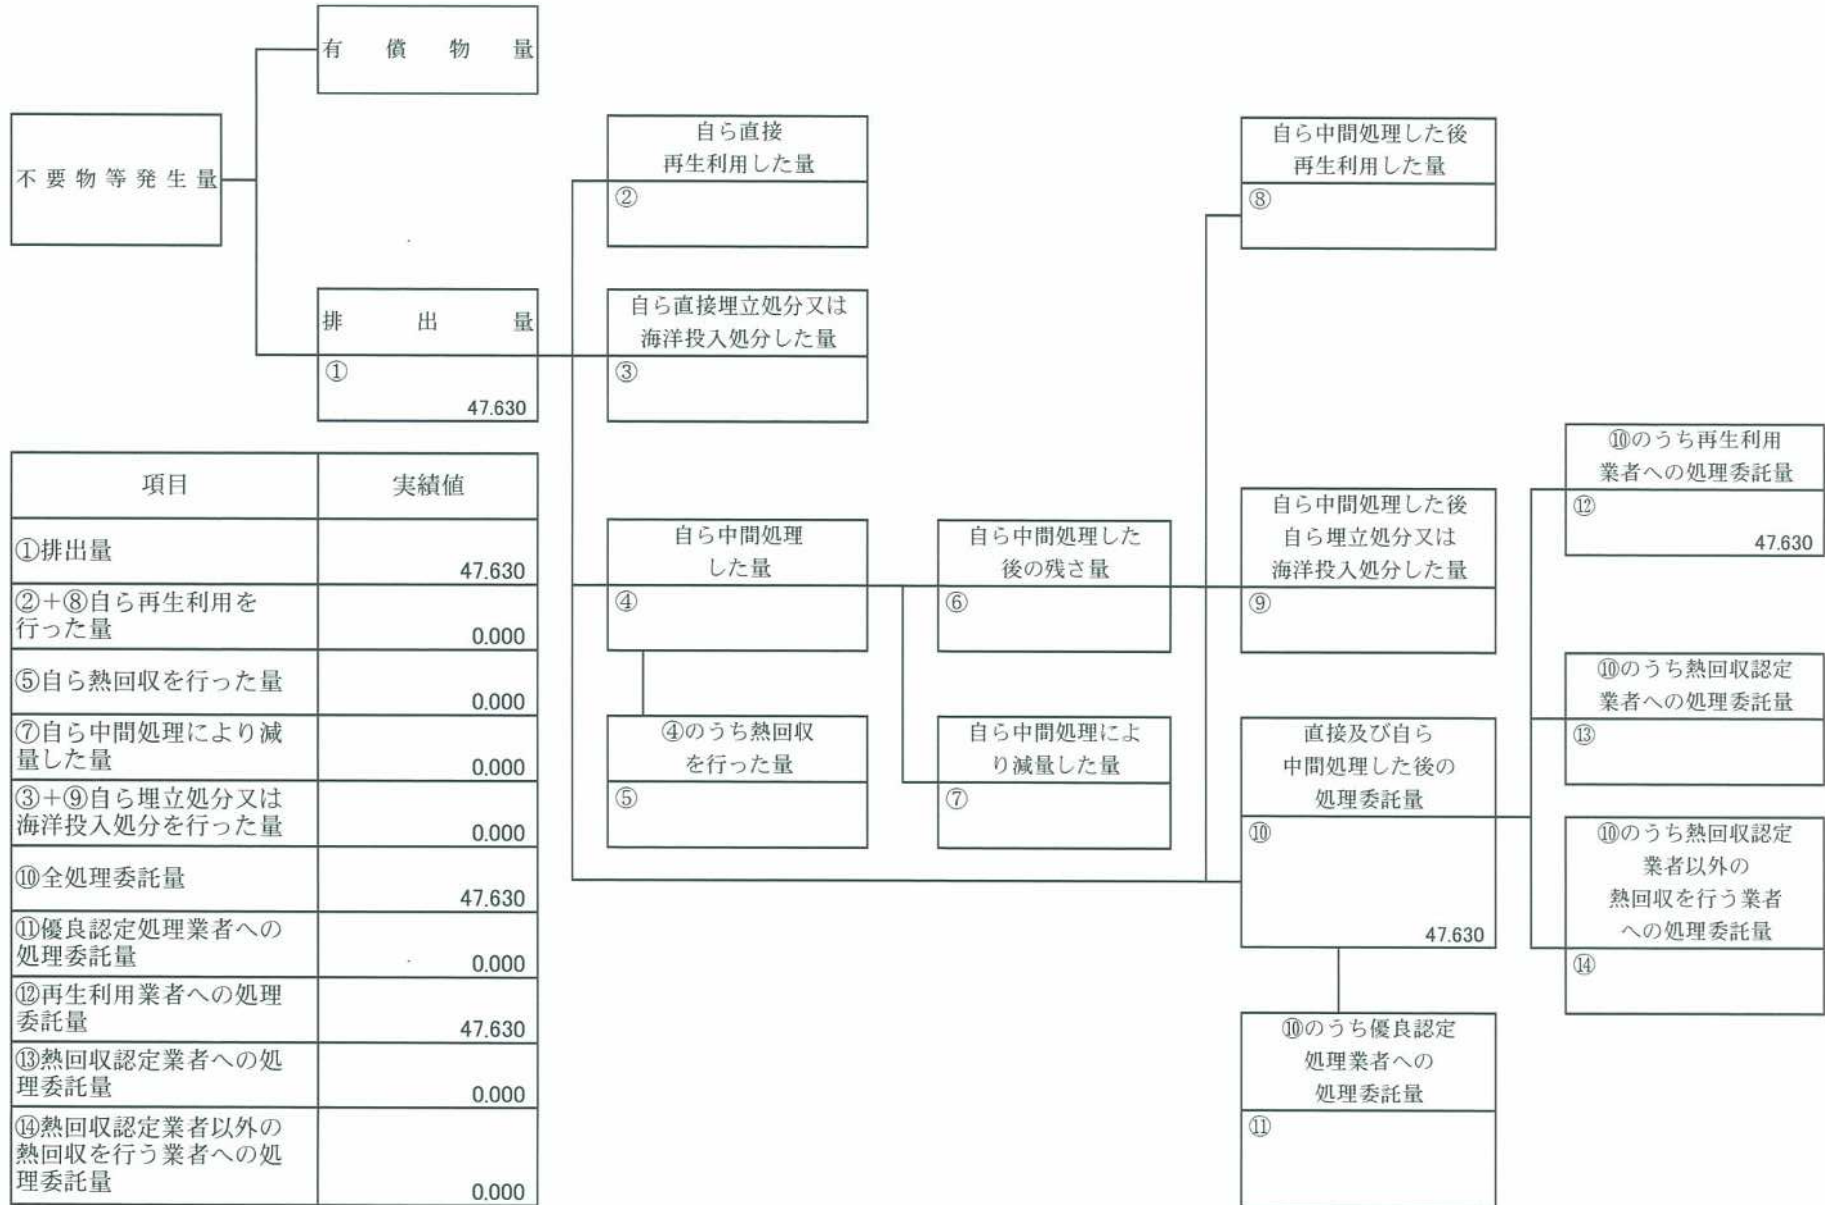 有償物量
不要物等発生量
排出量
①
47.630
自ら直接
再生利用した量
②
自ら直接埋立処分又は
海洋投入処分した量
③
自ら中間処理
した量
④
④のうち熱回収
を行った量
⑤
自ら中間処理した
後の残さ量
⑥
自ら中間処理によ
り減量した量
⑦
自ら中間処理した後
再生利用した量
⑧
自ら中間処理した後
自ら埋立処分又は
海洋投入処分した量
⑨
直接及び自ら
中間処理した後の
処理委託量
⑩
47.630
⑩のうち優良認定
処理業者への
処理委託量
⑪
⑩のうち再生利用
業者への処理委託量
⑫
47.630
⑩のうち熱回収認定
業者への処理委託量
⑬
⑩のうち熱回収認定
業者以外の
熱回収を行う業者
への処理委託量
⑭
項目 実績値
①排出量
47.630
②+⑧自ら再生利用を
行った量
0.000
⑤自ら熱回収を行った量
0.000
⑦自ら中間処理により減
量した量
0.000
③+⑨自ら埋立処分又は
海洋投入処分を行った量
0.000
⑩全処理委託量
47.630
⑪優良認定処理業者への
処理委託量
0.000
⑫再生利用業者への処理
委託量
47.630
⑬熱回収認定業者への処
理委託量
0.000
⑭熱回収認定業者以外の
熱回収を行う業者への処
理委託量
0.000